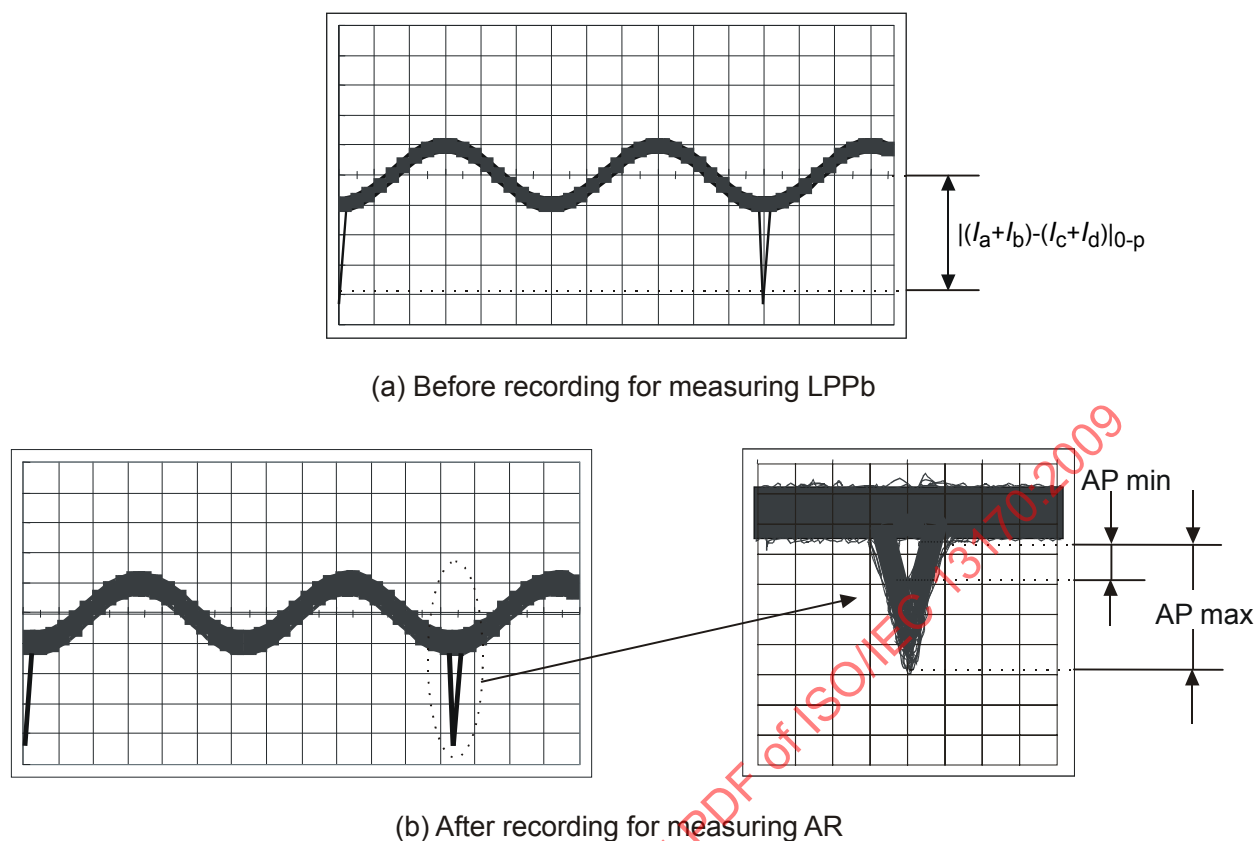 |(Ia+Ib)-(Ic+Id)|0-p
(a) Before recording for measuring LPPb
AP min
AP max
PDF of ISO/IEC 13170:2009
(b) After recording for measuring AR